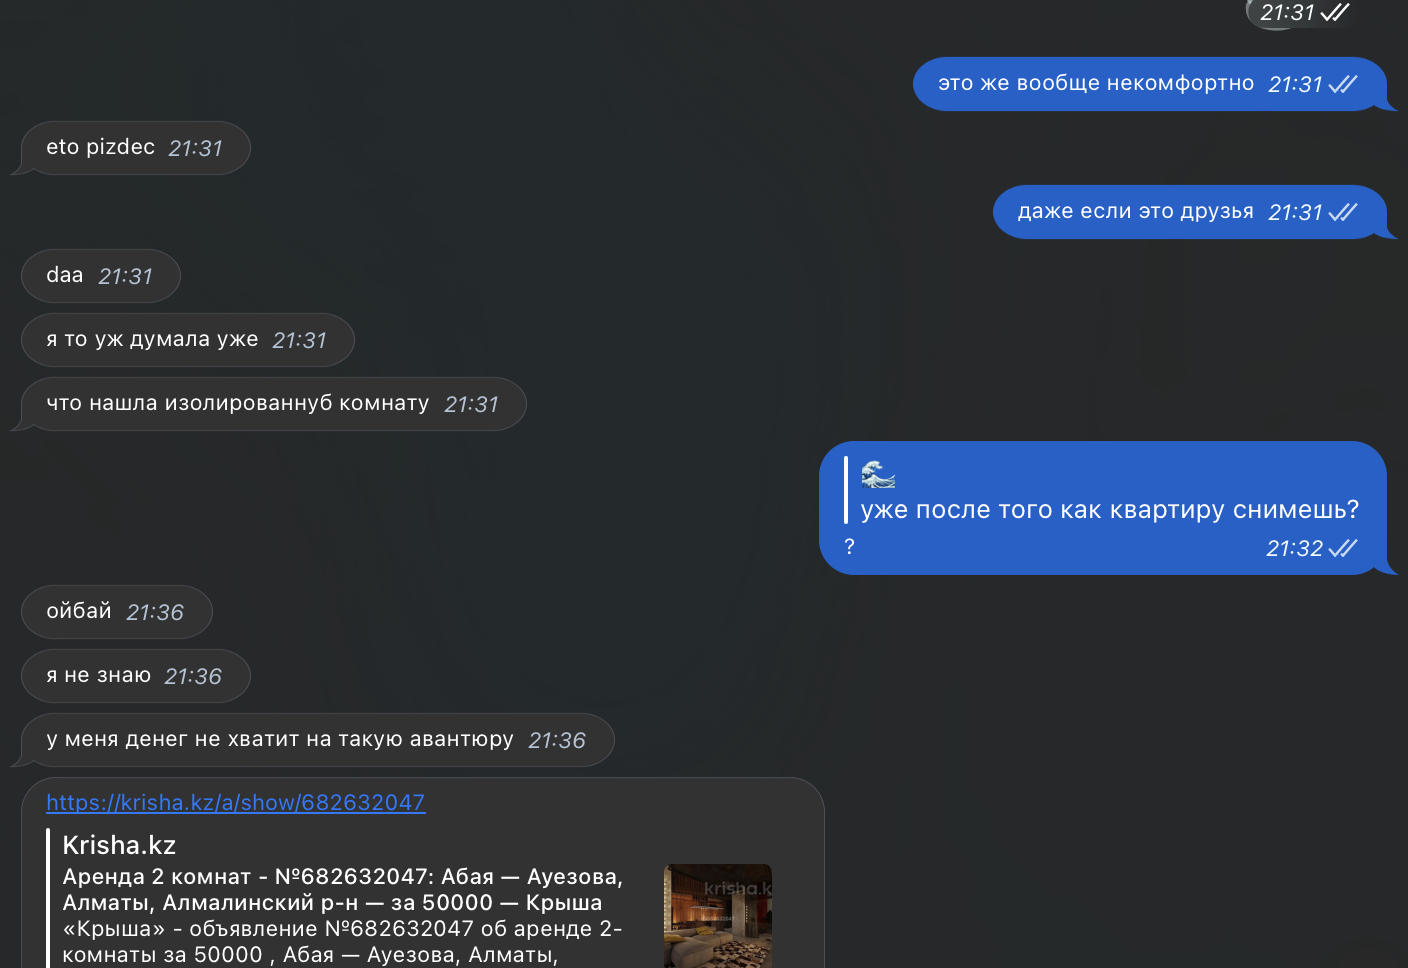 21:31
это же вообще некомфортно 21:31
eto pizdec 21:31
даже если это друзья 21:31
daa 21:31
я то уж думала уже 21:31
что нашла изолированнуб комнату 21:31
уже после того как квартиру снимешь?
? 21:32
ойбай 21:36
я не знаю 21:36
у меня денег не хватит на такую авантюру 21:36
https://krisha.kz/a/show/682632047
Krisha.kz
Аренда 2 комнат - №682632047: Абая — Ауезова,
Алматы, Алмалинский р-н — за 50000 — Крыша
«Крыша» - объявление №682632047 об аренде 2-
комнаты за 50000 , Абая — Ауезова, Алматы,
krisha.k